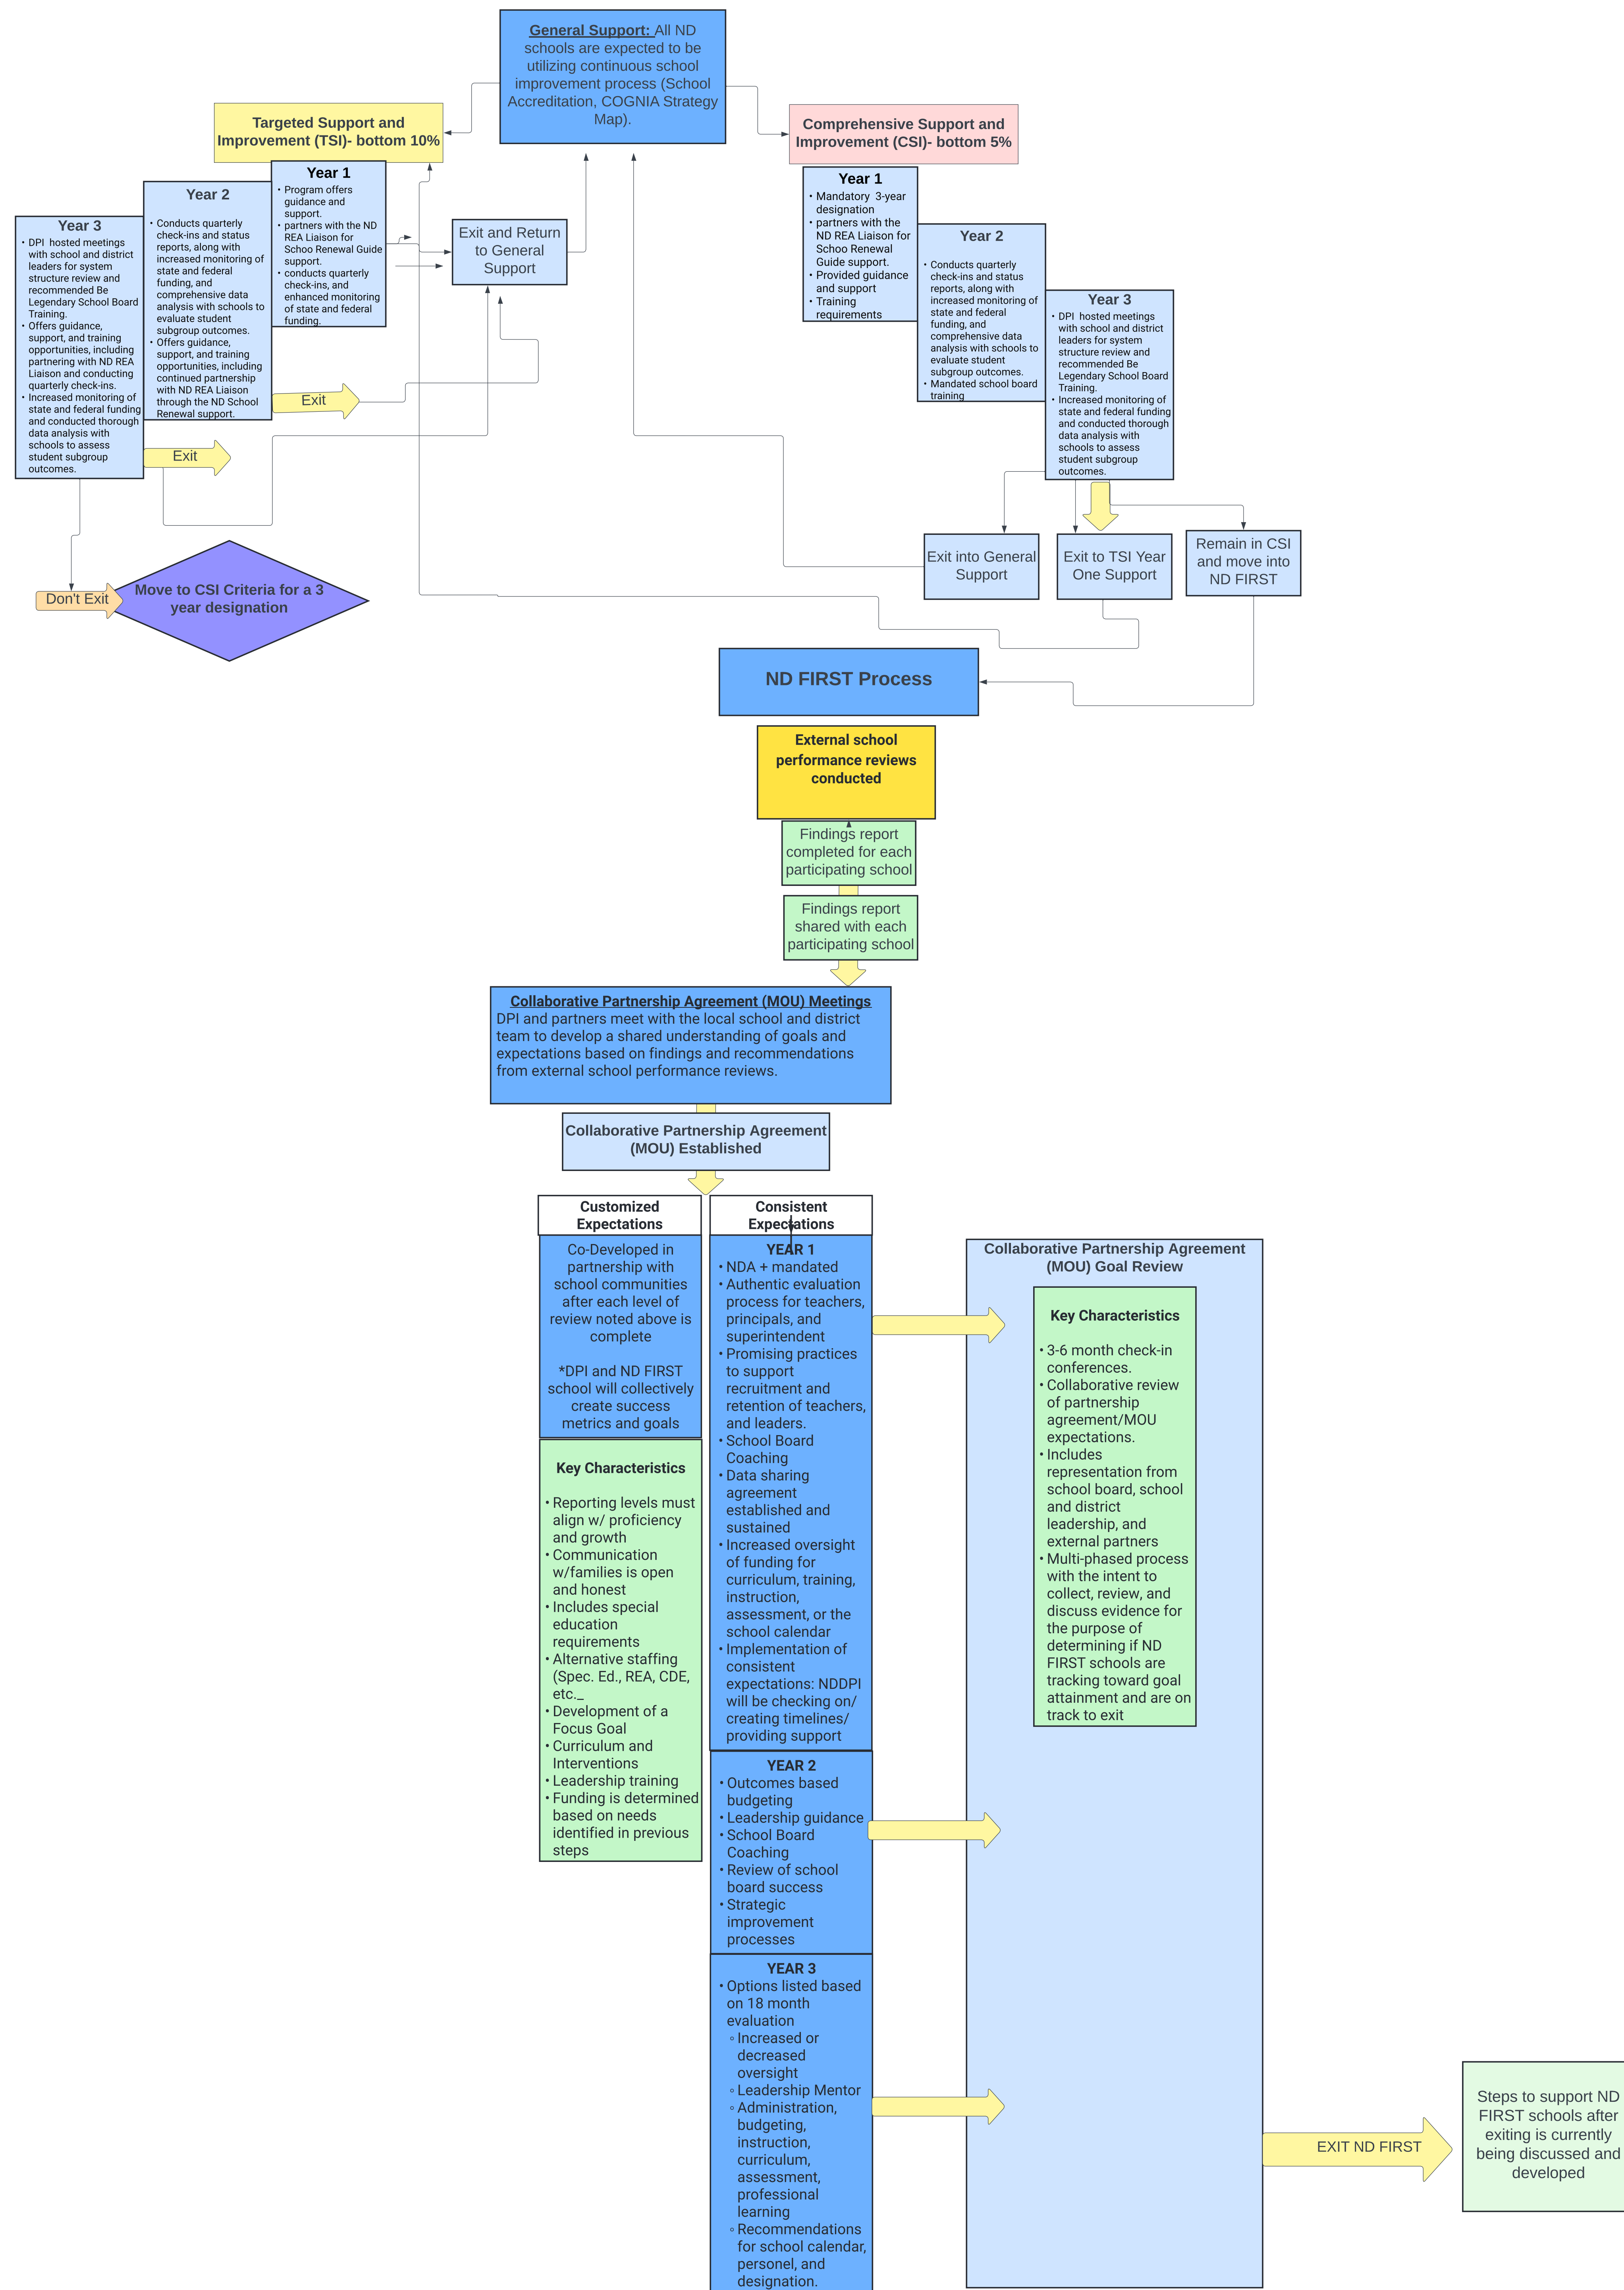 General Support: All ND
schools are expected to be
utilizing continuous school
improvement process (School
Accreditation, COGNIA Strategy
Map).
Targeted Support and
Improvement (TSI)- bottom 10%
Comprehensive Support and
Improvement (CSI)- bottom 5%
Year 3
• DPI hosted meetings
with school and district
leaders for system
structure review and
recommended Be
Legendary School Board
Training.
• Offers guidance,
support, and training
opportunities, including
partnering with ND REA
Liaison and conducting
quarterly check-ins.
• Increased monitoring of
state and federal funding
and conducted thorough
data analysis with
schools to assess
student subgroup
outcomes.
Year 2
• Conducts quarterly
check-ins and status
reports, along with
increased monitoring of
state and federal
funding, and
comprehensive data
analysis with schools to
evaluate student
subgroup outcomes.
• Offers guidance,
support, and training
opportunities, including
continued partnership
with ND REA Liaison
through the ND School
Renewal support.
Year 1
• Program offers
guidance and
support.
• partners with the ND
REA Liaison for
Schoo Renewal Guide
support.
• conducts quarterly
check-ins, and
enhanced monitoring
of state and federal
funding.
Exit and Return
to General
Support
Year 1
• Mandatory 3-year
designation
• partners with the
ND REA Liaison for
Schoo Renewal
Guide support.
• Provided guidance
and support
• Training
requirements
Year 2
• Conducts quarterly
check-ins and status
reports, along with
increased monitoring of
state and federal
funding, and
comprehensive data
analysis with schools to
evaluate student
subgroup outcomes.
• Mandated school board
training
Year 3
• DPI hosted meetings
with school and district
leaders for system
structure review and
recommended Be
Legendary School Board
Training.
• Increased monitoring of
state and federal funding
and conducted thorough
data analysis with
schools to assess
student subgroup
outcomes.
Exit
Exit
Don't Exit
Move to CSI Criteria for a 3
year designation
Exit into General
Support
Exit to TSI Year
One Support
Remain in CSI
and move into
ND FIRST
ND FIRST Process
External school
performance reviews
conducted
Findings report
completed for each
participating school
Findings report
shared with each
participating school
Collaborative Partnership Agreement (MOU) Meetings
DPI and partners meet with the local school and district
team to develop a shared understanding of goals and
expectations based on findings and recommendations
from external school performance reviews.
Collaborative Partnership Agreement
(MOU) Established
Customized
Expectations
Co-Developed in
partnership with
school communities
after each level of
review noted above is
complete
*DPI and ND FIRST
school will collectively
create success
metrics and goals
Key Characteristics
• Reporting levels must
align w/ proficiency
and growth
• Communication
w/families is open
and honest
• Includes special
education
requirements
• Alternative staffing
(Spec. Ed., REA, CDE,
etc._
• Development of a
Focus Goal
• Curriculum and
Interventions
• Leadership training
• Funding is determined
based on needs
identified in previous
steps
Consistent
Expectations
YEAR 1
• NDA + mandated
• Authentic evaluation
process for teachers,
principals, and
superintendent
• Promising practices
to support
recruitment and
retention of teachers,
and leaders.
• School Board
Coaching
• Data sharing
agreement
established and
sustained
• Increased oversight
of funding for
curriculum, training,
instruction,
assessment, or the
school calendar
• Implementation of
consistent
expectations: NDDPI
will be checking on/
creating timelines/
providing support
YEAR 2
• Outcomes based
budgeting
• Leadership guidance
• School Board
Coaching
• Review of school
board success
• Strategic
improvement
processes
YEAR 3
• Options listed based
on 18 month
evaluation
◦ Increased or
decreased
oversight
◦ Leadership Mentor
◦ Administration,
budgeting,
instruction,
curriculum,
assessment,
professional
learning
◦ Recommendations
for school calendar,
personel, and
designation.
Collaborative Partnership Agreement
(MOU) Goal Review
Key Characteristics
• 3-6 month check-in
conferences.
• Collaborative review
of partnership
agreement/MOU
expectations.
• Includes
representation from
school board, school
and district
leadership, and
external partners
• Multi-phased process
with the intent to
collect, review, and
discuss evidence for
the purpose of
determining if ND
FIRST schools are
tracking toward goal
attainment and are on
track to exit
EXIT ND FIRST
Steps to support ND
FIRST schools after
exiting is currently
being discussed and
developed